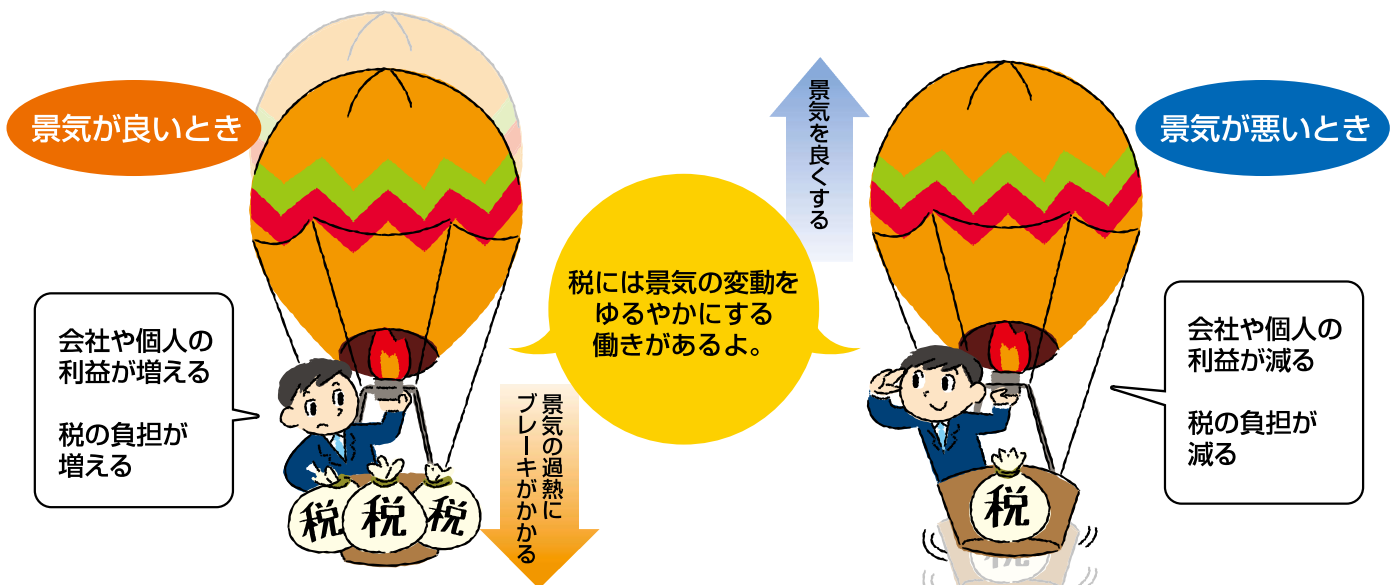 景気が良いとき
会社や個人の
利益が増える
税の負担が
増える
税
税
税
景気の過熱に
ブレーキがかかる
税には景気の変動を
ゆるやかにする
働きがあるよ。
景気を良くする
景気が悪いとき
会社や個人の
利益が減る
税の負担が
減る
税